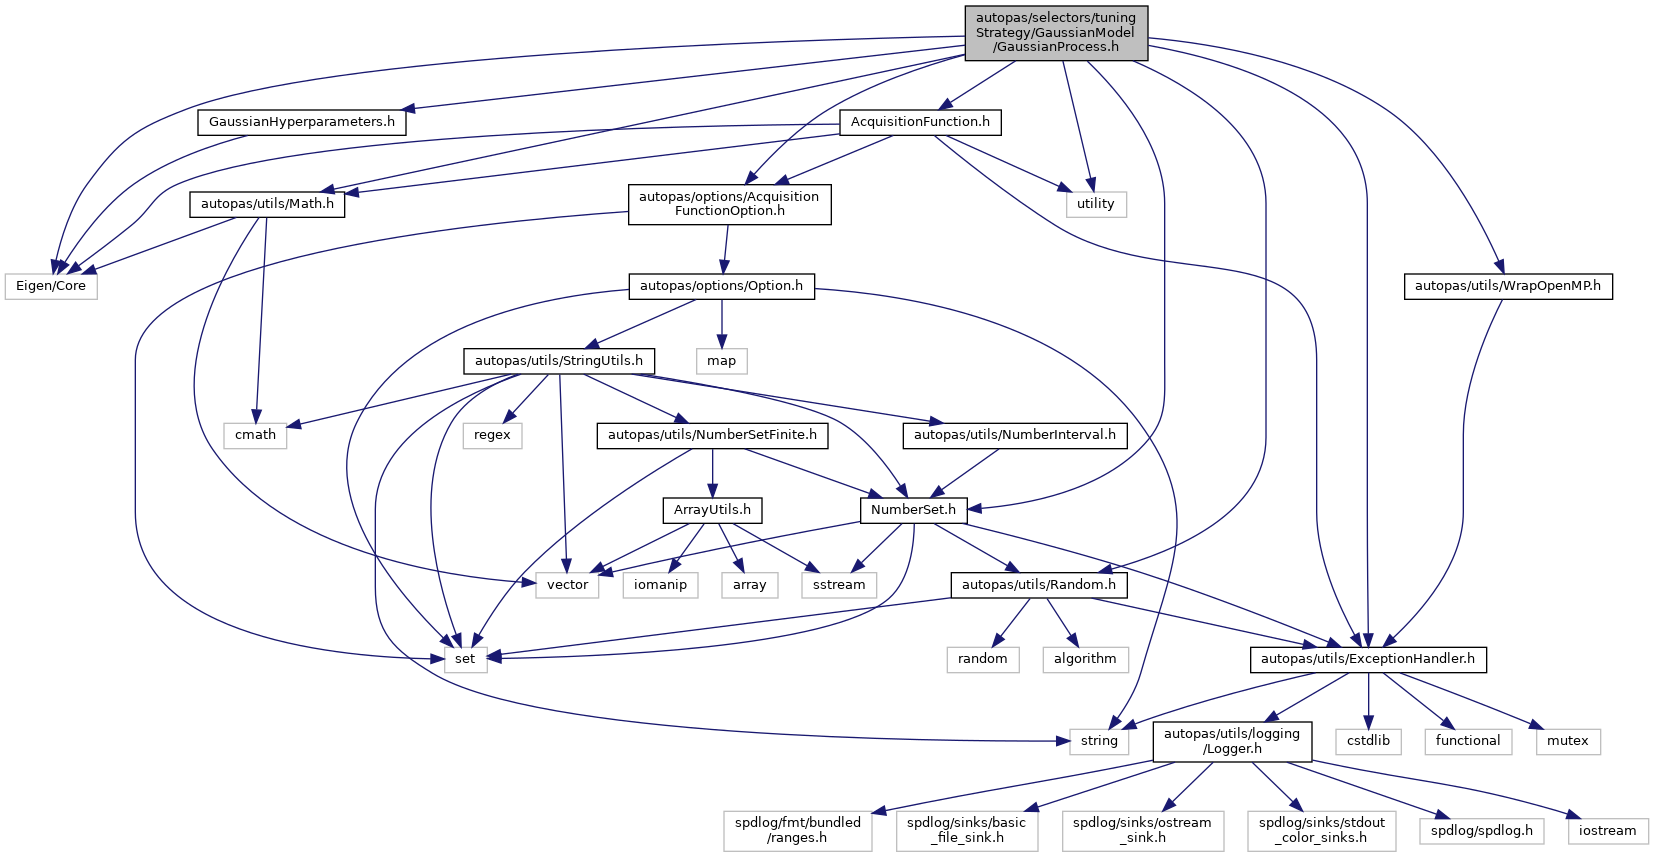 autopas/selectors/tuning
Strategy/GaussianModel
/GaussianProcess.h
GaussianHyperparameters.h
AcquisitionFunction.h
autopas/utils/Math.h
autopas/options/Acquisition
FunctionOption.h
utility
Eigen/Core
autopas/options/Option.h
autopas/utils/WrapOpenMP.h
autopas/utils/StringUtils.h
map
cmath
regex
autopas/utils/NumberSetFinite.h
autopas/utils/NumberInterval.h
ArrayUtils.h
NumberSet.h
vector
iomanip
array
sstream
autopas/utils/Random.h
set
random
algorithm
autopas/utils/ExceptionHandler.h
string
autopas/utils/logging
/Logger.h
cstdlib
functional
mutex
spdlog/fmt/bundled
/ranges.h
spdlog/sinks/basic
_file_sink.h
spdlog/sinks/ostream
_sink.h
spdlog/sinks/stdout
_color_sinks.h
spdlog/spdlog.h
iostream